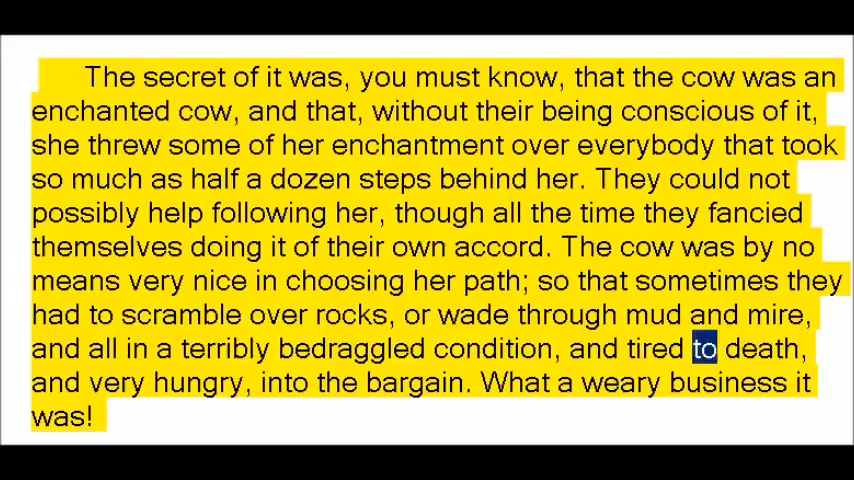 The secret of it was, you must know, that the cow was an
enchanted cow, and that, without their being conscious of it,
she threw some of her enchantment over everybody that took
so much as half a dozen steps behind her. They could not
possibly help following her, though all the time they fancied
themselves doing it of their own accord. The cow was by no
means very nice in choosing her path; so that sometimes they
had to scramble over rocks, or wade through mud and mire,
and all in a terribly bedraggled condition, and tired to death,
and very hungry, into the bargain. What a weary business it
was!